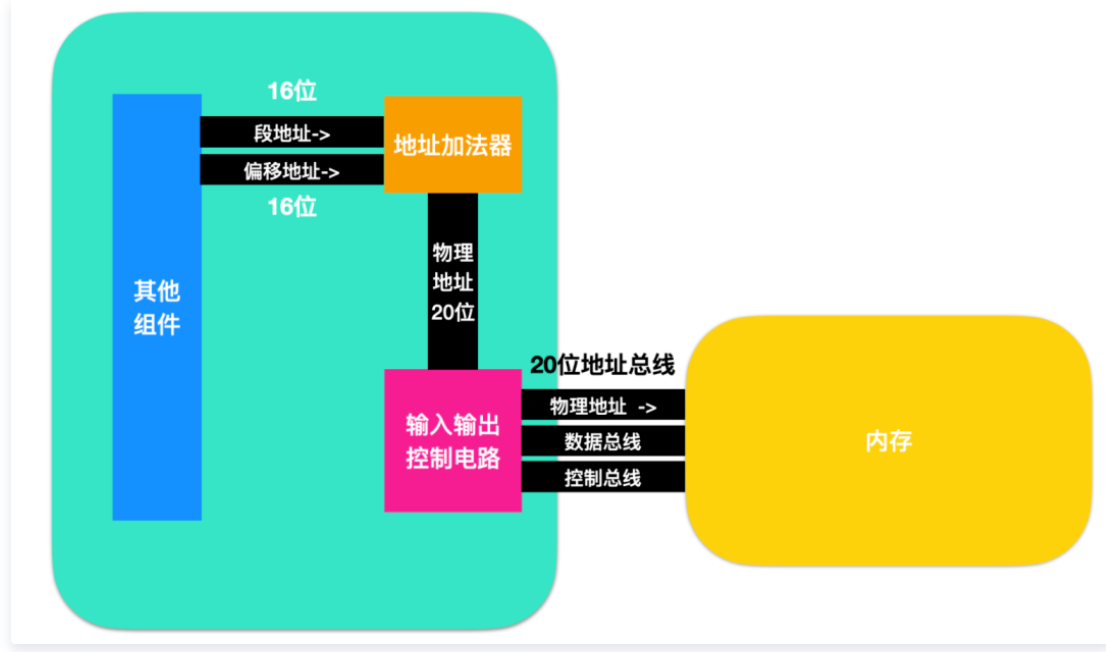 16位
段地址->
偏移地址->
16位
地址加法器
物理
地址
20位
其他
组件
输入输出
控制电路
20位地址总线
物理地址 ->
数据总线
控制总线
内存